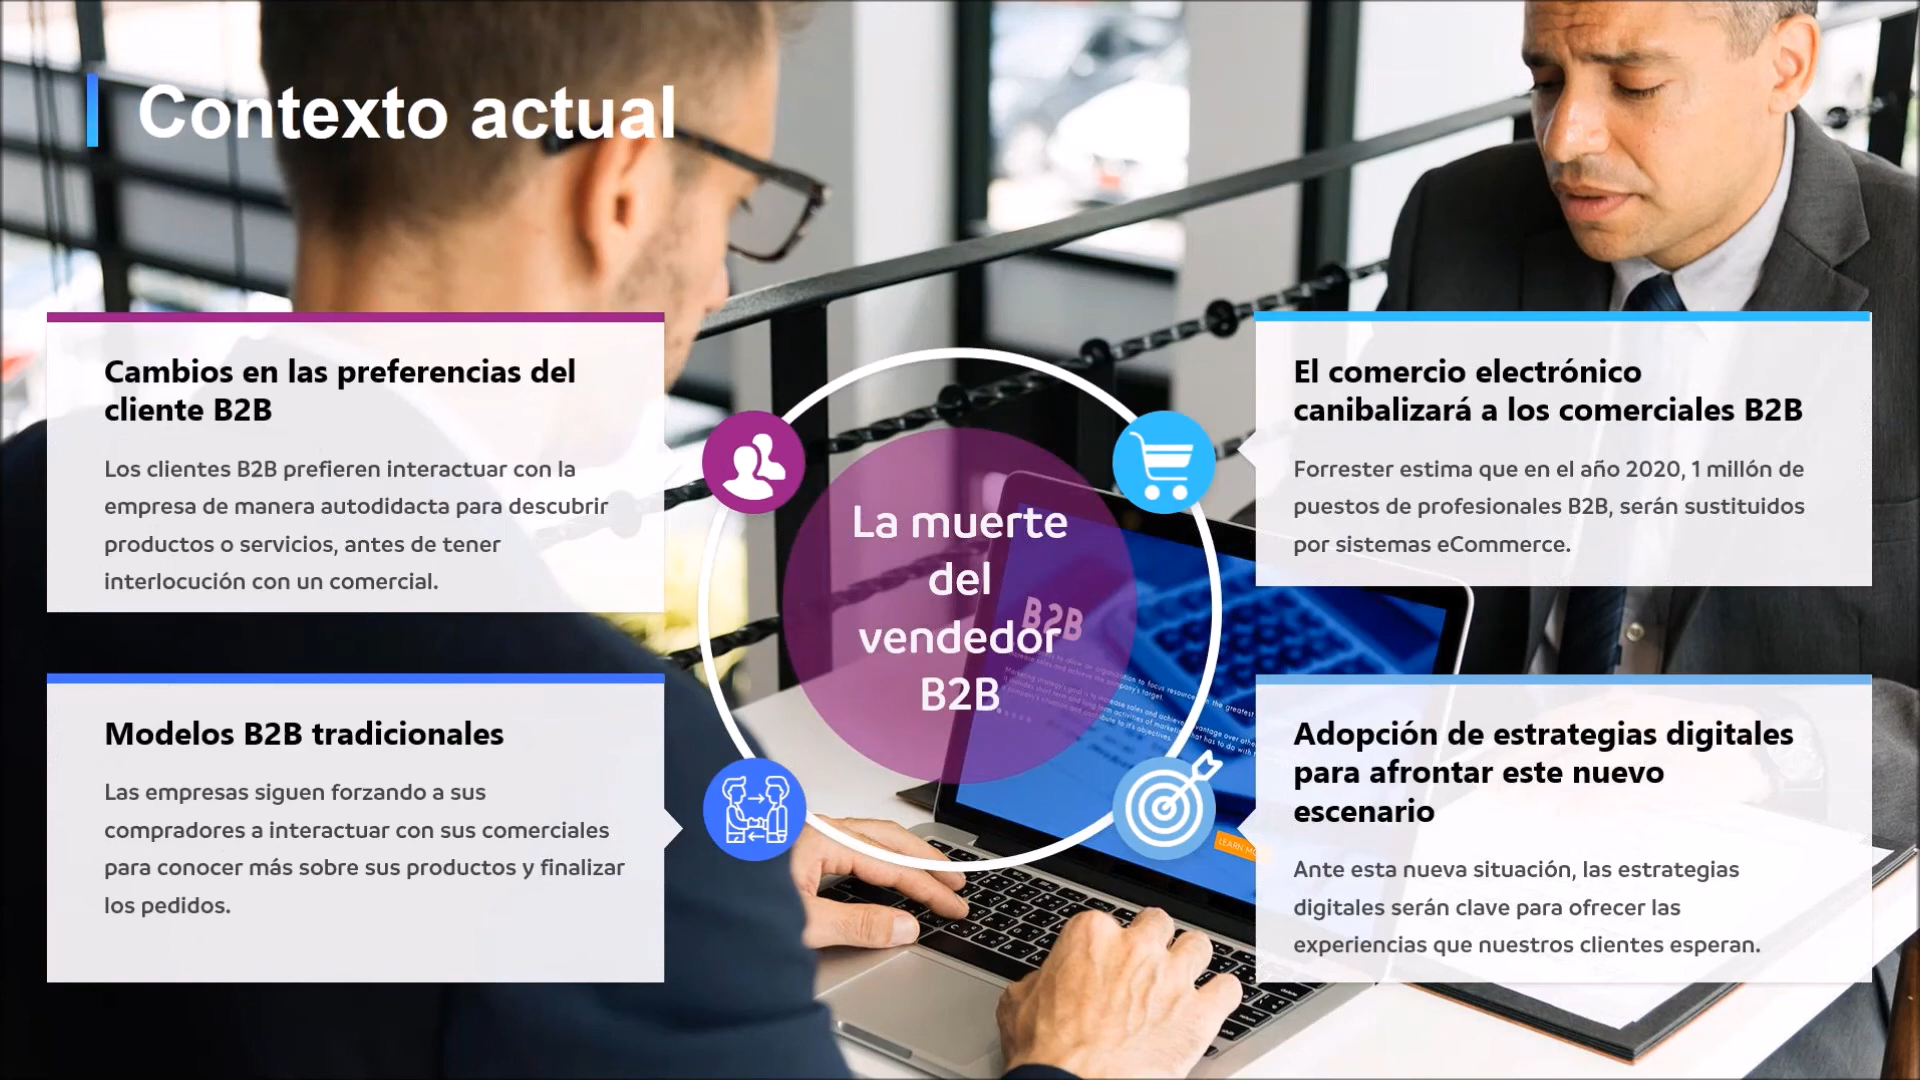 Contexto actual
Cambios en las preferencias del
cliente B2B
Los clientes B2B prefieren interactuar con la
empresa de manera autodidacta para descubrir
productos o servicios, antes de tener
interlocución con un comercial.
Modelos B2B tradicionales
Las empresas siguen forzando a sus
compradores a interactuar con sus comerciales
para conocer más sobre sus productos y finalizar
los pedidos.
La muerte
del
vendedor
B2B
B2B
El comercio electrónico
canibalizará a los comerciales B2B
Forrester estima que en el año 2020, 1 millón de
puestos de profesionales B2B, serán sustituidos
por sistemas eCommerce.
Adopción de estrategias digitales
para afrontar este nuevo
escenario
Ante esta nueva situación, las estrategias
digitales serán clave para ofrecer las
experiencias que nuestros clientes esperan.
LEARN